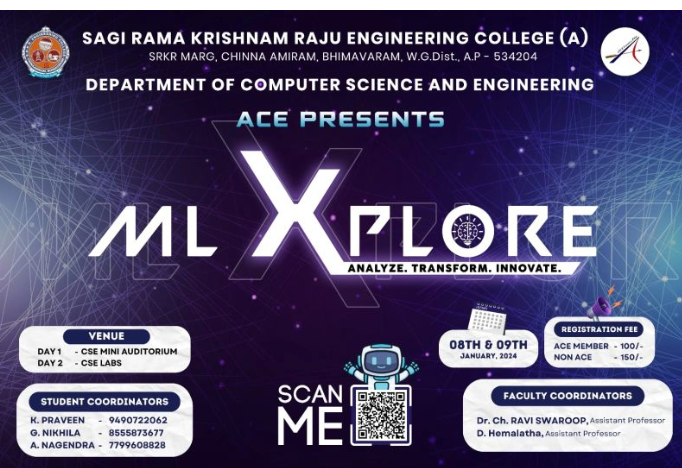 SAGI RAMA KRISHNAM RAJU ENGINEERING COLLEGE (A)
SRKR MARG, CHINNA AMIRAM, BHIMAVARAM, W.G.Dist., A.P - 534204
DEPARTMENT OF COMPUTER SCIENCE AND ENGINEERING
ACE PRESENTS
ML XPLORE
ANALYZE. TRANSFORM. INNOVATE.
VENUE
DAY 1 - CSE MINI AUDITORIUM
DAY 2 - CSE LABS
08TH & 09TH
JANUARY, 2024
REGISTRATION FEE
ACE MEMBER - 100/-
NON ACE - 150/-
STUDENT COORDINATORS
K. PRAVEEN - 9490722062
G. NIKHILA - 8555873677
A. NAGENDRA - 7799608828
SCAN
ME
FACULTY COORDINATORS
Dr. Ch. RAVI SWAROOP, Assistant Professor
D. Hemalatha, Assistant Professor